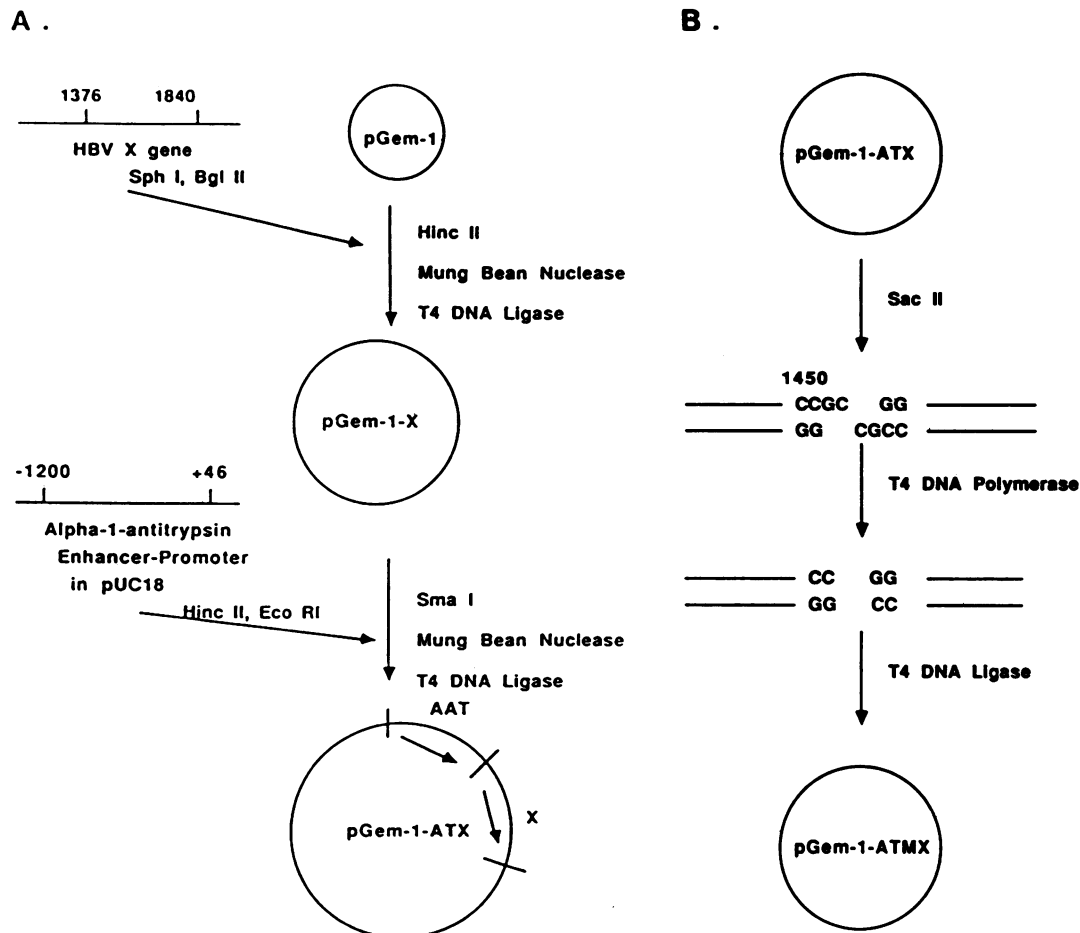 A .
1376 1840
HBV X gene
Sph I, Bgl II
pGem-1
Hinc II
Mung Bean Nuclease
T4 DNA Ligase
pGem-1-X
-1200 +46
Alpha-1-antitrypsin
Enhancer-Promoter
in pUC18
Hinc II, Eco RI
Sma I
Mung Bean Nuclease
T4 DNA Ligase
AAT
X
pGem-1-ATX
B .
pGem-1-ATX
Sac II
1450
CCGC GG
GG CGCC
T4 DNA Polymerase
CC GG
GG CC
T4 DNA Ligase
pGem-1-ATMX